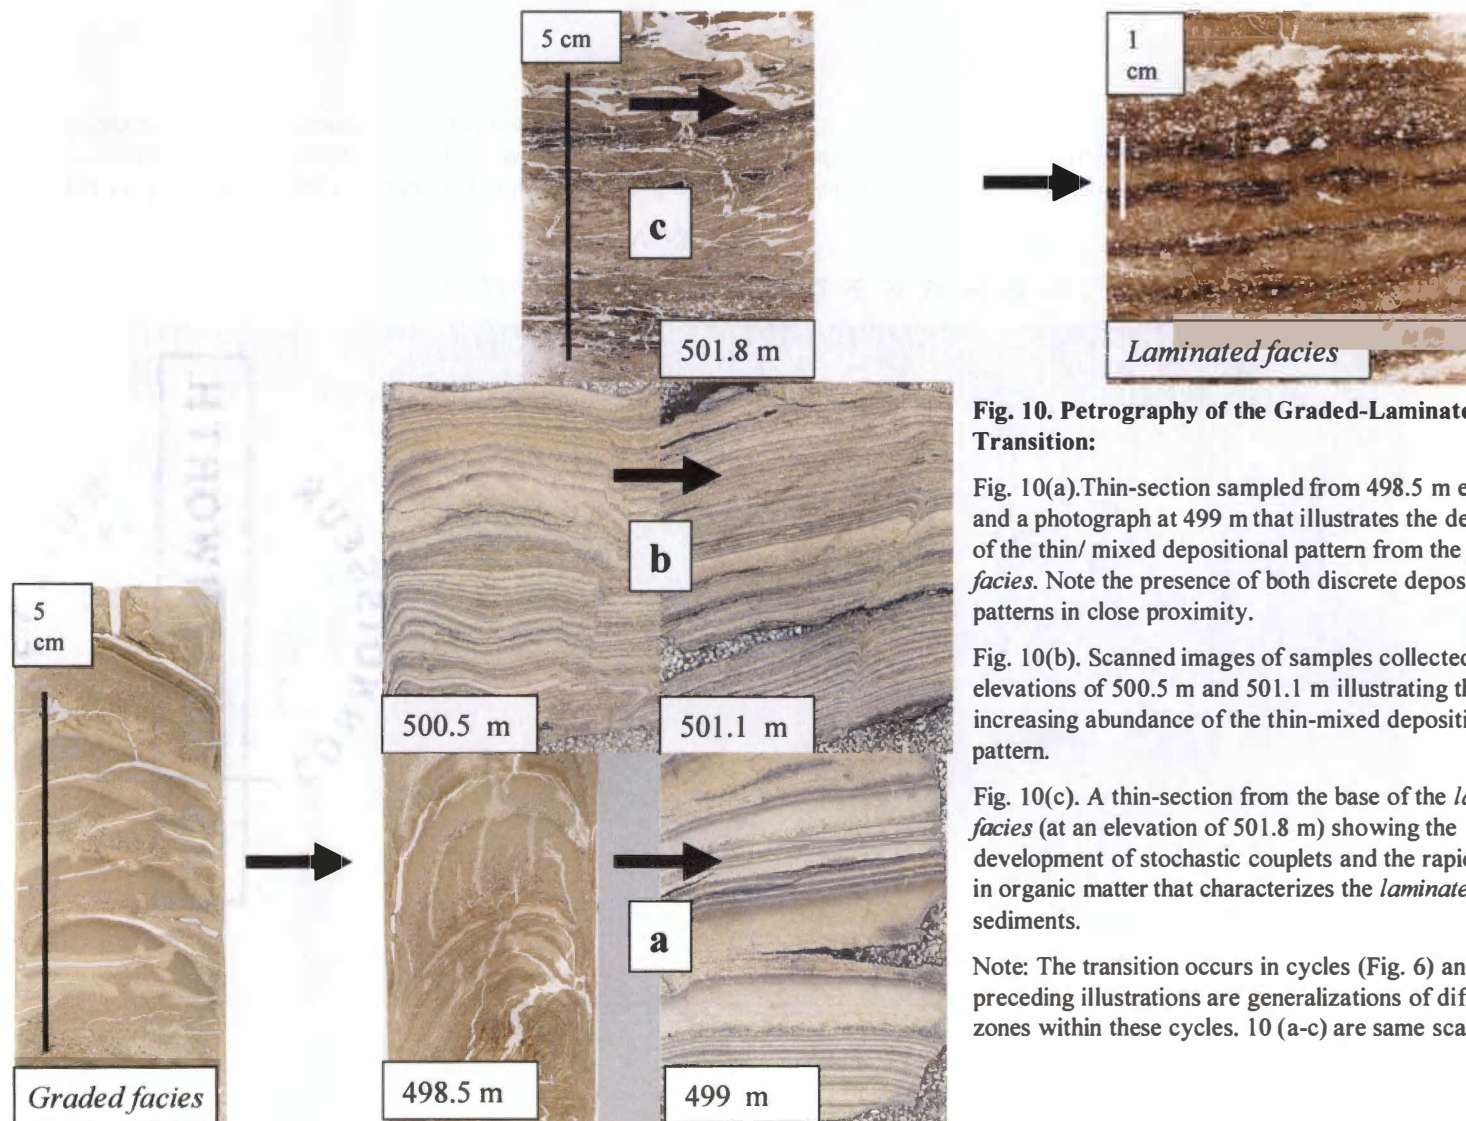 5 cm
c
501.8 m
1
cm
Laminated facies
b
500.5 m
501.1 m
5
cm
Graded facies
a
498.5 m
499 m
Fig. 10. Petrography of the Graded-Laminate
Transition:
Fig. 10(a).Thin-section sampled from 498.5 m e
and a photograph at 499 m that illustrates the de
of the thin/ mixed depositional pattern from the
facies. Note the presence of both discrete depos
patterns in close proximity.
Fig. 10(b). Scanned images of samples collected
elevations of 500.5 m and 501.1 m illustrating th
increasing abundance of the thin-mixed depositi
pattern.
Fig. 10(c). A thin-section from the base of the la
facies (at an elevation of 501.8 m) showing the
development of stochastic couplets and the rapid
in organic matter that characterizes the laminate
sediments.
Note: The transition occurs in cycles (Fig. 6) an
preceding illustrations are generalizations of dif
zones within these cycles. 10 (a-c) are same sca